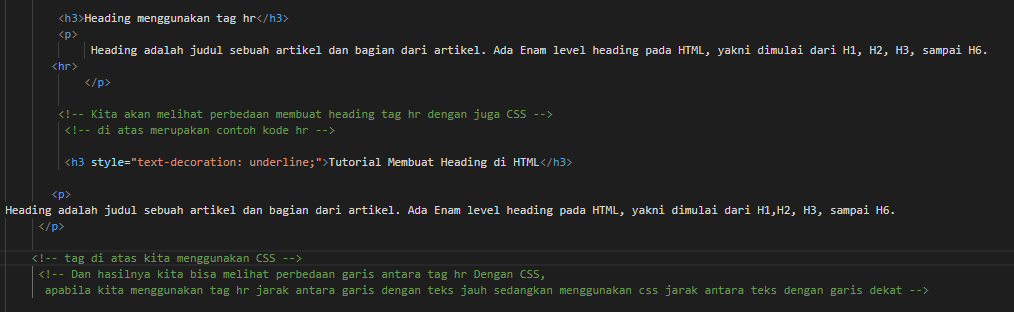 <h3>Heading menggunakan tag hr</h3>
<p>
Heading adalah judul sebuah artikel dan bagian dari artikel. Ada Enam level heading pada HTML, yakni dimulai dari H1, H2, H3, sampai H6.
<hr>
</p>
<!-- Kita akan melihat perbedaan membuat heading tag hr dengan juga CSS -->
<!-- di atas merupakan contoh kode hr -->
<h3 style="text-decoration: underline;">Tutorial Membuat Heading di HTML</h3>
<p>
Heading adalah judul sebuah artikel dan bagian dari artikel. Ada Enam level heading pada HTML, yakni dimulai dari H1,H2, H3, sampai H6.
</p>
<!-- tag di atas kita menggunakan CSS -->
<!-- Dan hasilnya kita bisa melihat perbedaan garis antara tag hr Dengan CSS,
apabila kita menggunakan tag hr jarak antara garis dengan teks jauh sedangkan menggunakan css jarak antara teks dengan garis dekat -->